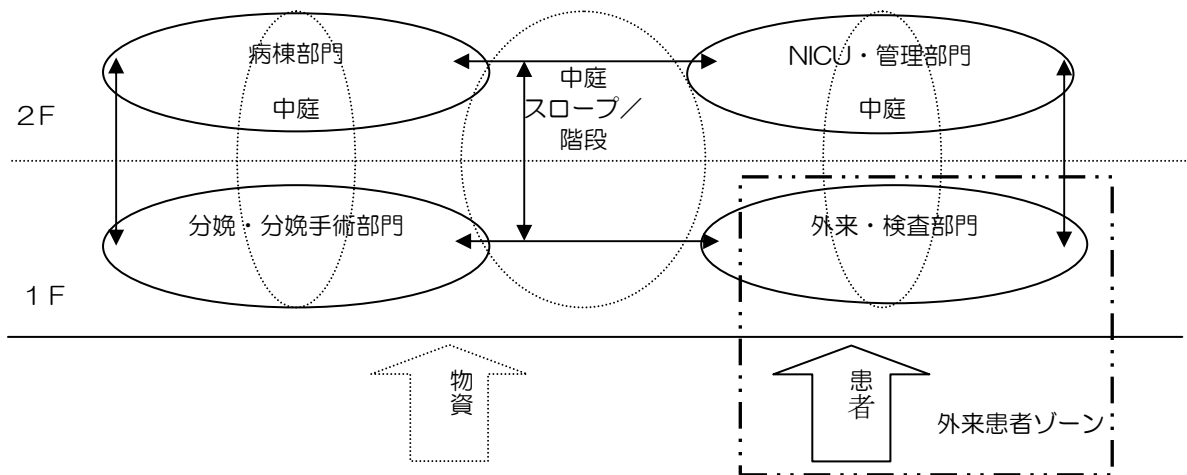 病棟部門
NICU・管理部門
中庭
中庭
スロープ／
階段
中庭
２Ｆ
分娩・分娩手術部門
外来・検査部門
１Ｆ
物資
患者
外来患者ゾーン